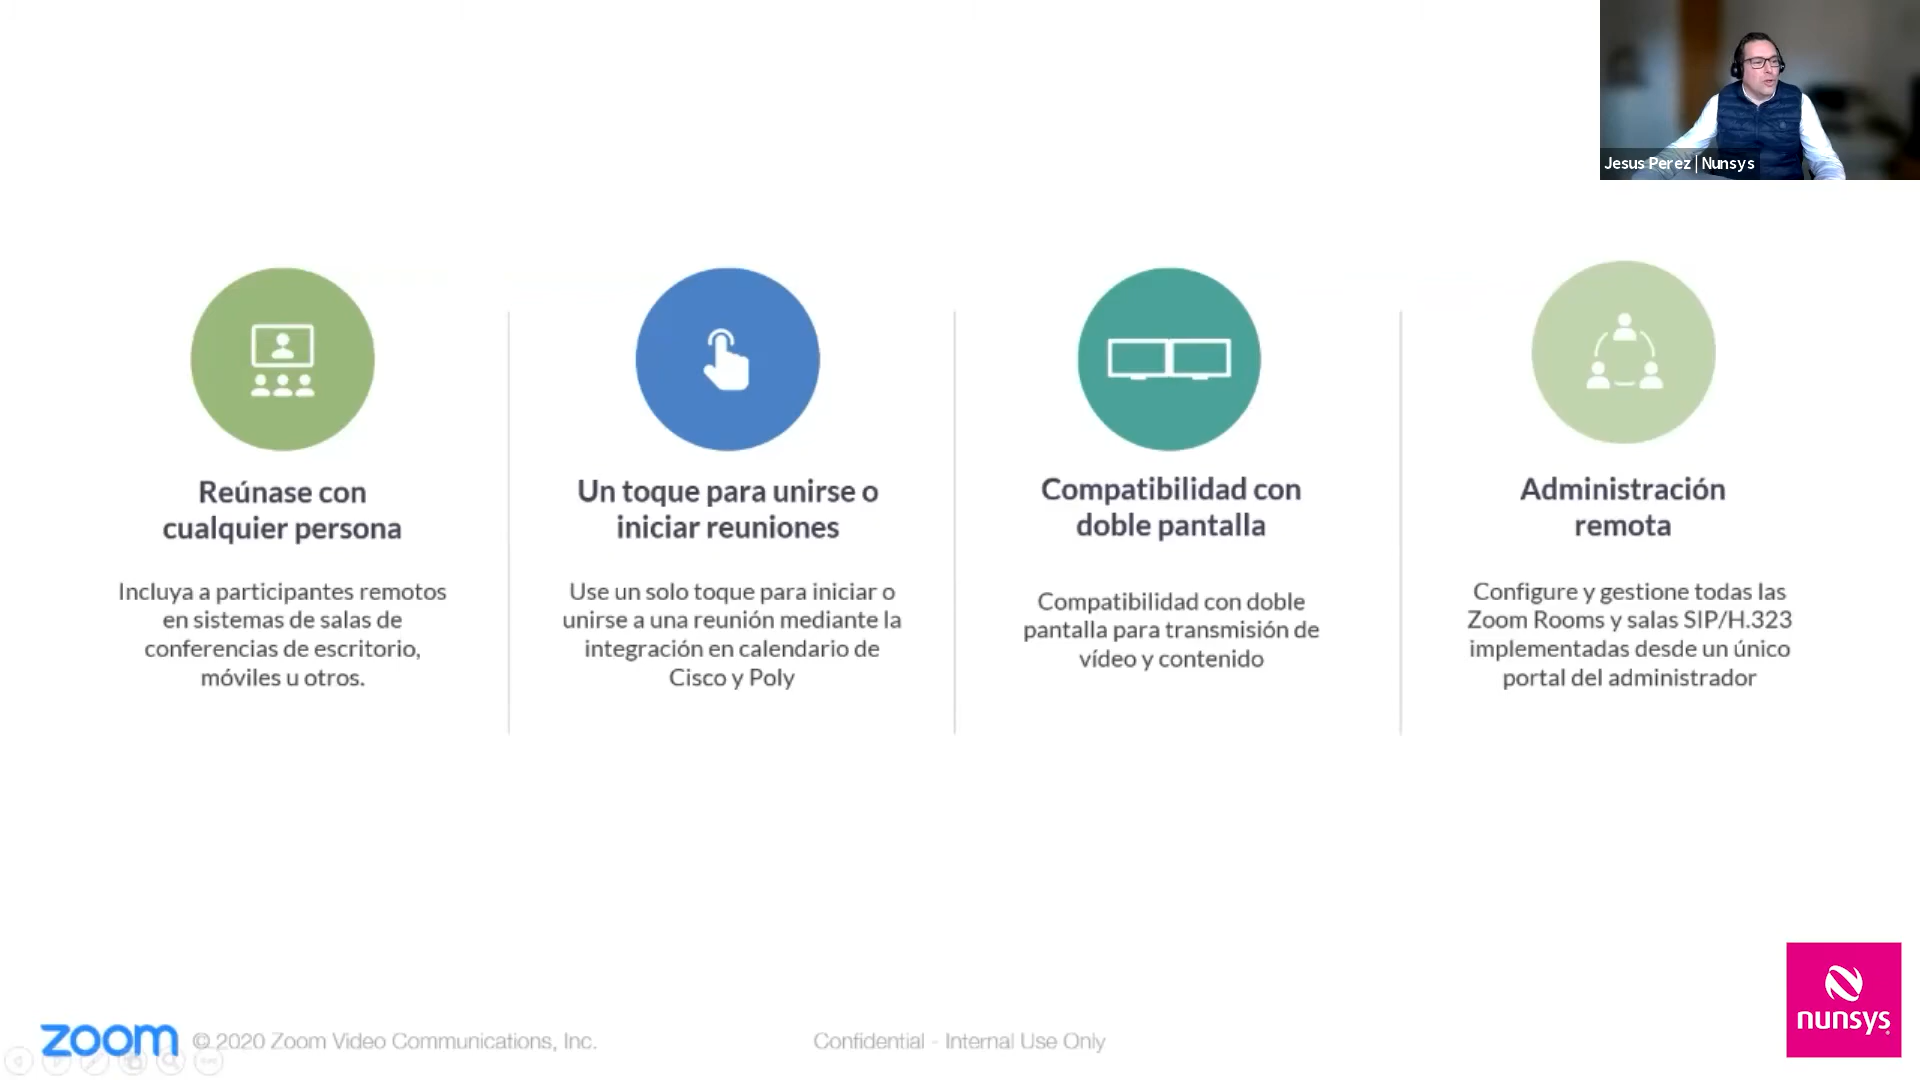 Jesus Perez | Nunsys
Reúnase con
cualquier persona
Incluya a participantes remotos
en sistemas de salas de
conferencias de escritorio,
móviles u otros.
Un toque para unirse o
iniciar reuniones
Use un solo toque para iniciar o
unirse a una reunión mediante la
integración en calendario de
Cisco y Poly
Compatibilidad con
doble pantalla
Compatibilidad con doble
pantalla para transmisión de
vídeo y contenido
Administración
remota
Configure y gestione todas las
Zoom Rooms y salas SIP/H.323
implementadas desde un único
portal del administrador
zoom © 2020 Zoom Video Communications, Inc.
Confidential - Internal Use Only
nunsys